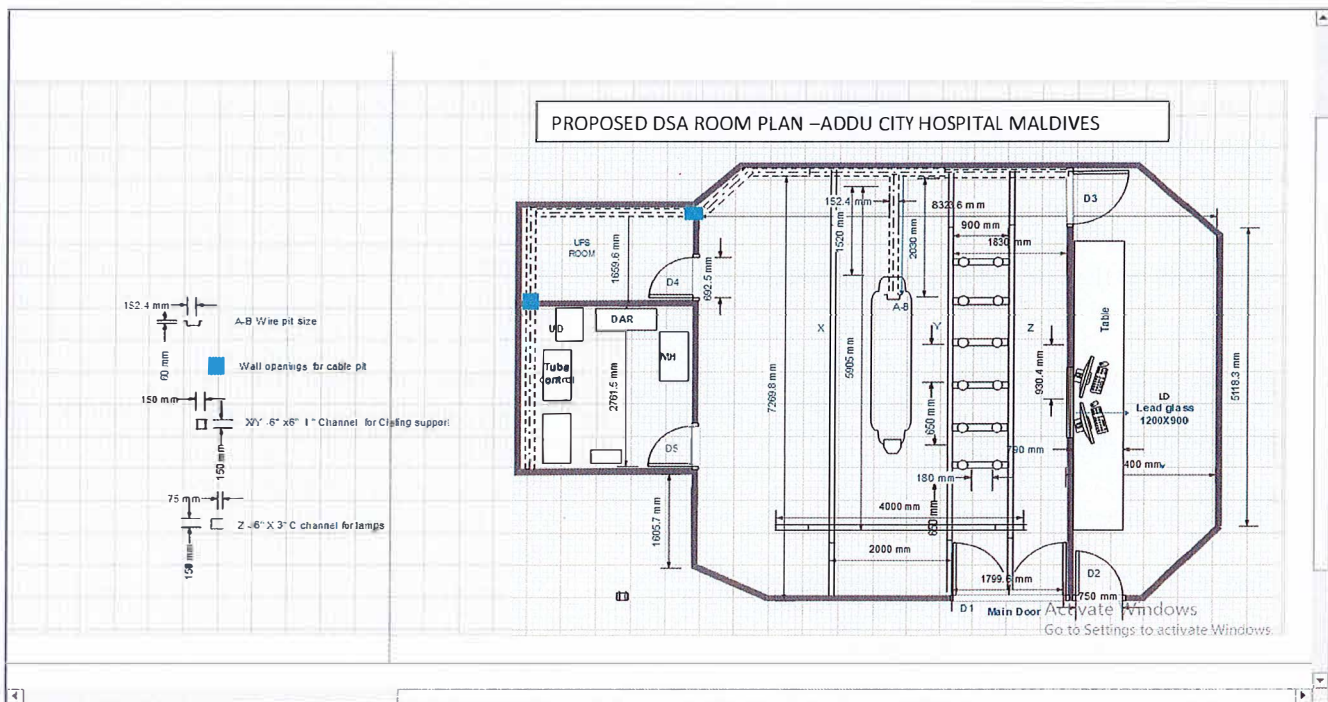 PROPOSED DSA ROOM PLAN –ADDU CITY HOSPITAL MALDIVES
152.4 mm
8323.6 mm
D3
900 mm
1830 mm
1520 mm
2030 mm
UPS
ROOM
1659.6 mm
D4
692.5 mm
A-B
152.4 mm
A-B Wire pit size
60 mm
UD
DAR
NH
X
Y
Z
Table
Wall openings for cable pit
Tube
control
2761.5 mm
7269.8 mm
5905 mm
930.4 mm
5118.3 mm
150 mm
X/Y -6" x6" I " Channel for Cieling support
150 mm
LD
Lead glass
1200X900
650 mm
D5
790 mm
400 mm
180 mm
75 mm
Z -6" X 3" C channel for lamps
150 mm
4000 mm
650 mm
1605.7 mm
2000 mm
1799.6 mm
D2
750 mm
D1
Main Door
Activate Windows
Go to Settings to activate Windows.